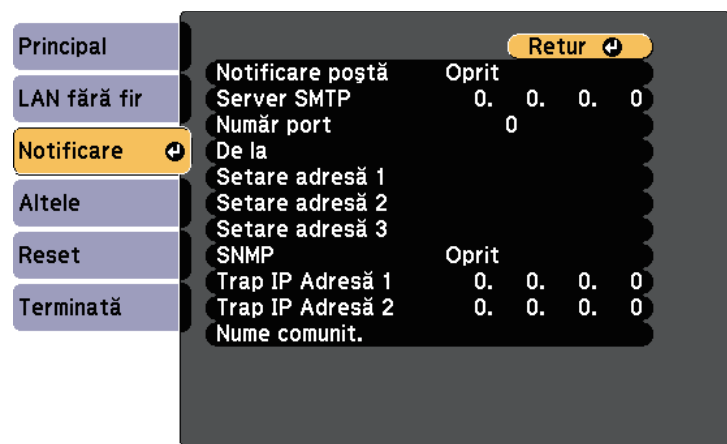 Principal
LAN fără fir
Notificare
Altele
Reset
Terminată
Retur
Notificare poştă Oprit
Server SMTP 0. 0. 0. 0
Număr port 0
De la
Setare adresă 1
Setare adresă 2
Setare adresă 3
SNMP Oprit
Trap IP Adresă 1 0. 0. 0. 0
Trap IP Adresă 2 0. 0. 0. 0
Nume comunit.